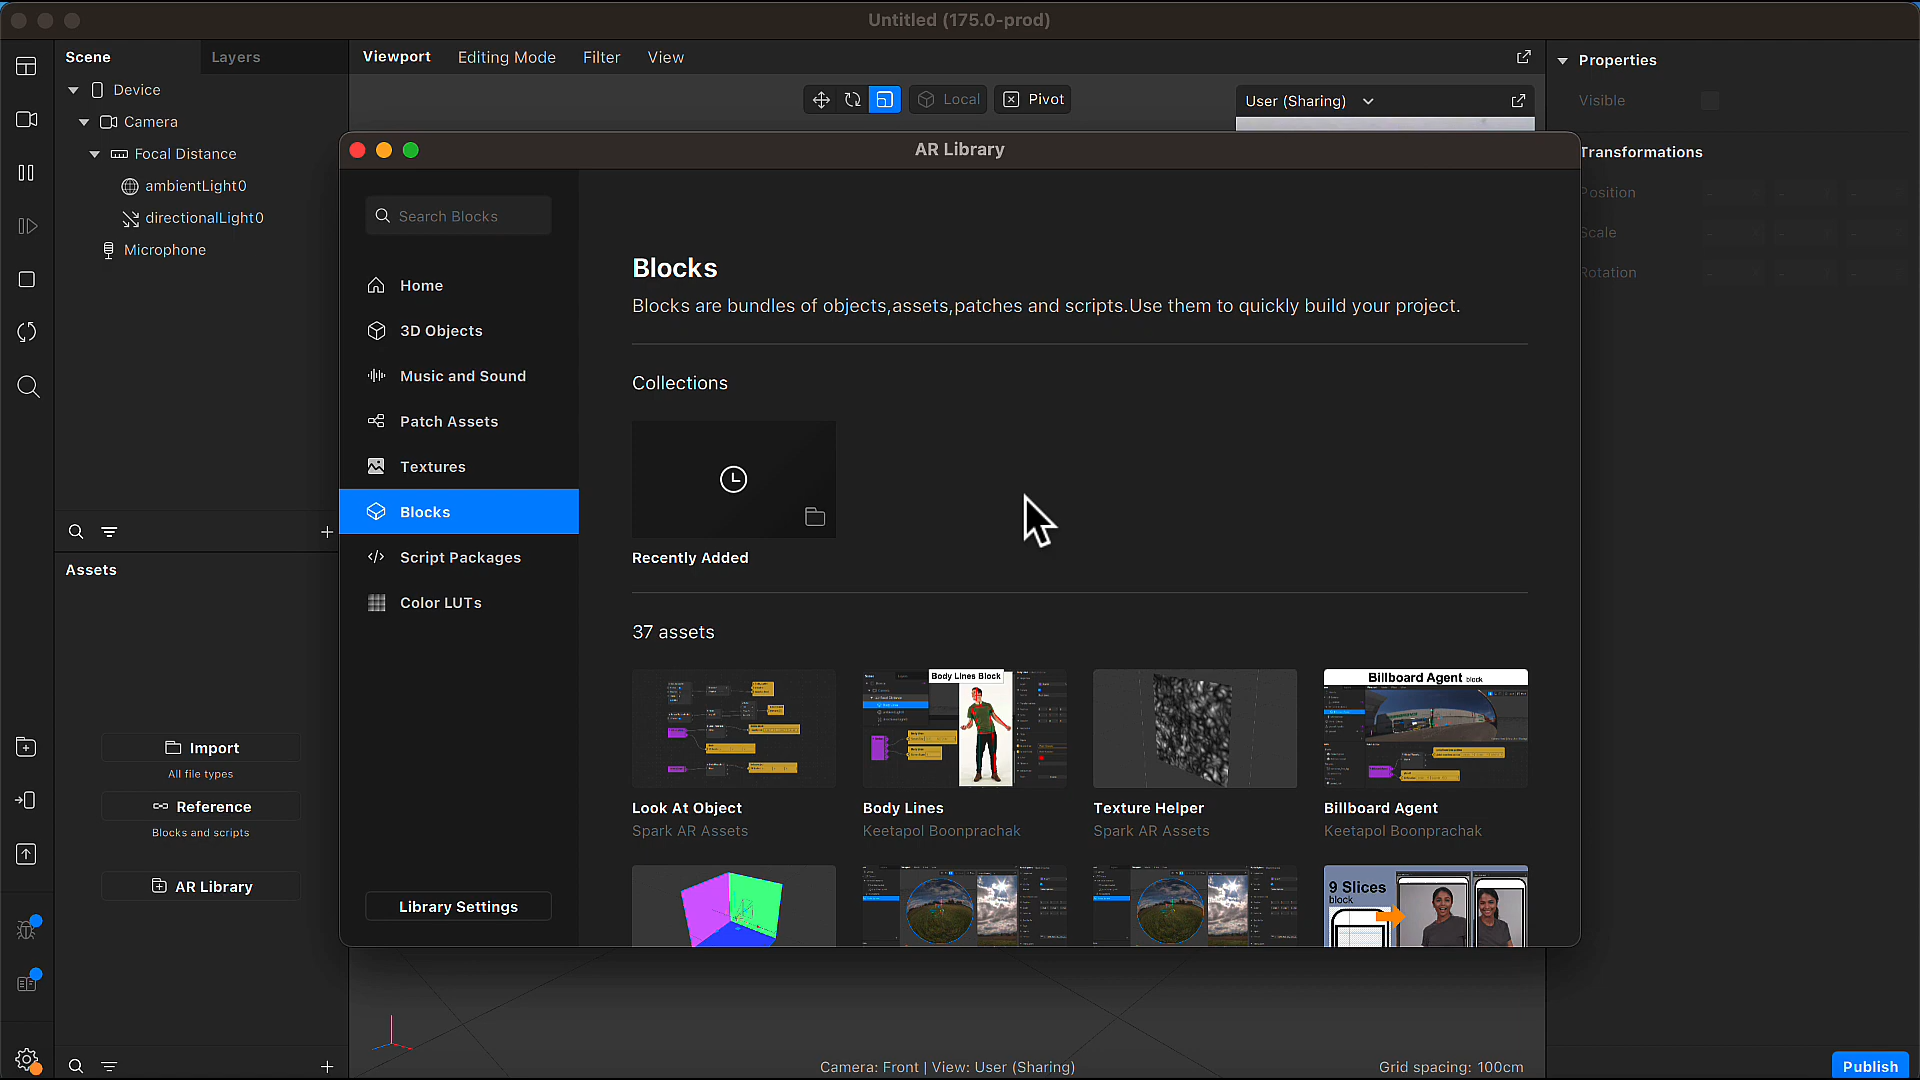 Untitled (175.0-prod)
Scene
Layers
Device
Camera
Focal Distance
ambientLight0
directionalLight0
Microphone
Assets
Import
All file types
Reference
Blocks and scripts
AR Library
Viewport
Editing Mode
Filter
View
Local
Pivot
User (Sharing)
AR Library
Search Blocks
Home
3D Objects
Music and Sound
Patch Assets
Textures
Blocks
Script Packages
Color LUTs
Library Settings
Blocks
Blocks are bundles of objects,assets,patches and scripts.Use them to quickly build your project.
Collections
Recently Added
37 assets
Body Lines Block
Billboard Agent block
Look At Object
Spark AR Assets
Body Lines
Keetapol Boonprachak
Texture Helper
Spark AR Assets
Billboard Agent
Keetapol Boonprachak
9 Slices
block
Camera: Front | View: User (Sharing)
Grid spacing: 100cm
Properties
Visible
Transformations
Position
Scale
Rotation
Publish